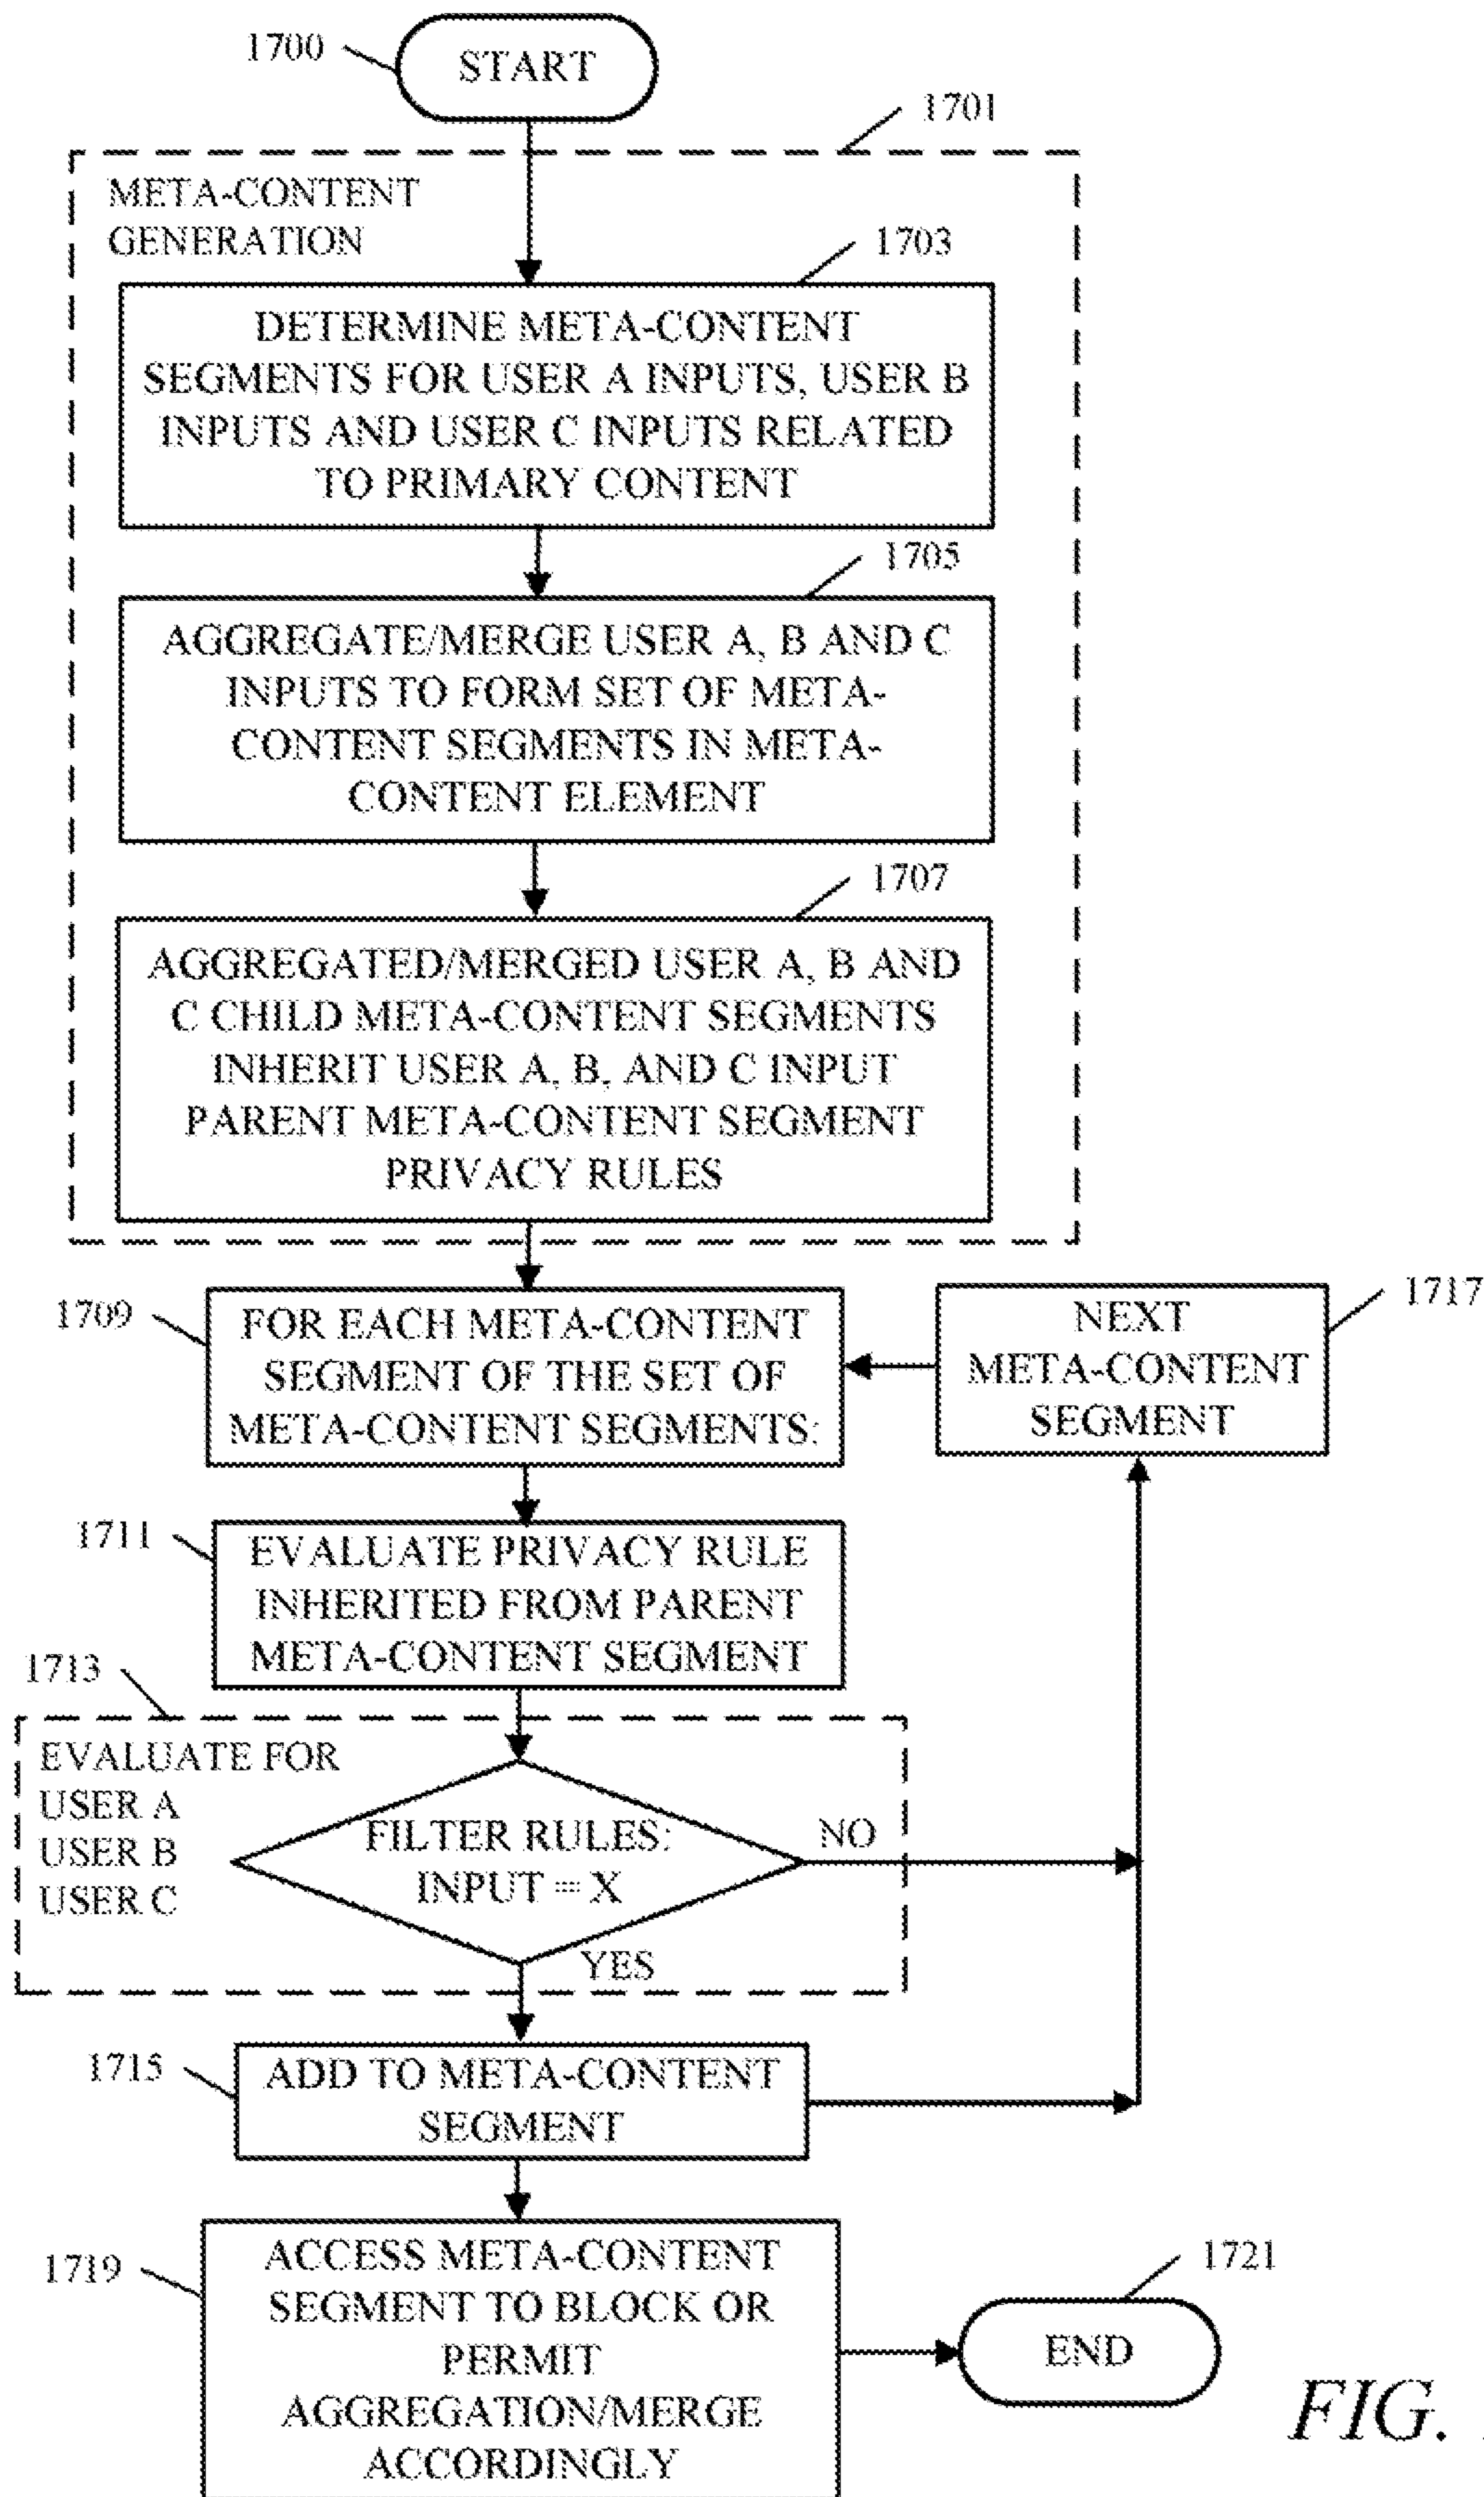 1700
START
1701
META-CONTENT
GENERATION
1703
DETERMINE META-CONTENT
SEGMENTS FOR USER A INPUTS, USER B
INPUTS AND USER C INPUTS RELATED
TO PRIMARY CONTENT
1705
AGGREGATE/MERGE USER A, B AND C
INPUTS TO FORM SET OF META-
CONTENT SEGMENTS IN META-
CONTENT ELEMENT
1707
AGGREGATED/MERGED USER A, B AND
C CHILD META-CONTENT SEGMENTS
INHERIT USER A, B, AND C INPUT
PARENT META-CONTENT SEGMENT
PRIVACY RULES
1709
FOR EACH META-CONTENT
SEGMENT OF THE SET OF
META-CONTENT SEGMENTS:
1717
NEXT
META-CONTENT
SEGMENT
1711
EVALUATE PRIVACY RULE
INHERITED FROM PARENT
META-CONTENT SEGMENT
1713
EVALUATE FOR
USER A
USER B
USER C
FILTER RULES:
INPUT = X
NO
YES
1715
ADD TO META-CONTENT
SEGMENT
1719
ACCESS META-CONTENT
SEGMENT TO BLOCK OR
PERMIT
AGGREGATION/MERGE
ACCORDINGLY
1721
END
FIG.